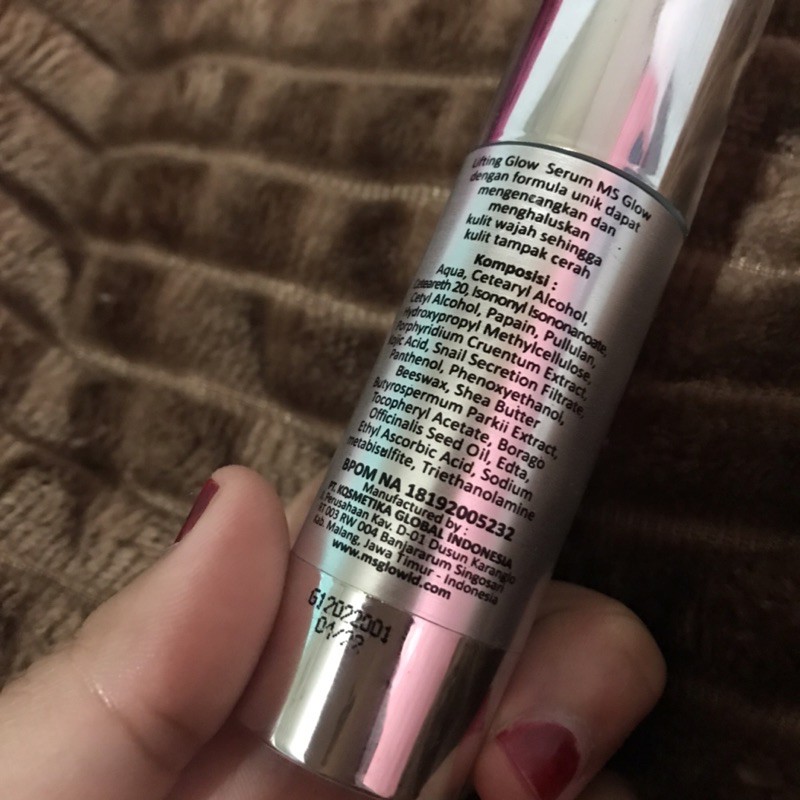 Lifting Glow Serum MS Glow
dengan formula unik dapat
mengencangkan dan
menghaluskan
kulit wajah sehingga
kulit tampak cerah
Komposisi :
Aqua, Cetearyl Alcohol,
Ceteareth 20, Isononyl Isononanoate,
Cetyl Alcohol, Papain, Pullulan,
Hydroxypropyl Methylcellulose,
Porphyridium Cruentum Extract,
Kojic Acid, Snail Secretion Filtrate,
Panthenol, Phenoxyethanol,
Beeswax, Shea Butter
Butyrospermum Parkii Extract,
Tocopheryl Acetate, Borago
Officinalis Seed Oil, Edta,
Ethyl Ascorbic Acid, Sodium
metabisulfite, Triethanolamine
BPOM NA 18192005232
Manufactured by :
PT. KOSMETIKA GLOBAL INDONESIA
Perusahaan Kav. D-01 Dusun Karanglo
RT 003 RW 004 Banjararum Singosari
Kab. Malang, Jawa Timur - Indonesia
www.msglowld.com
G12022001
04/22